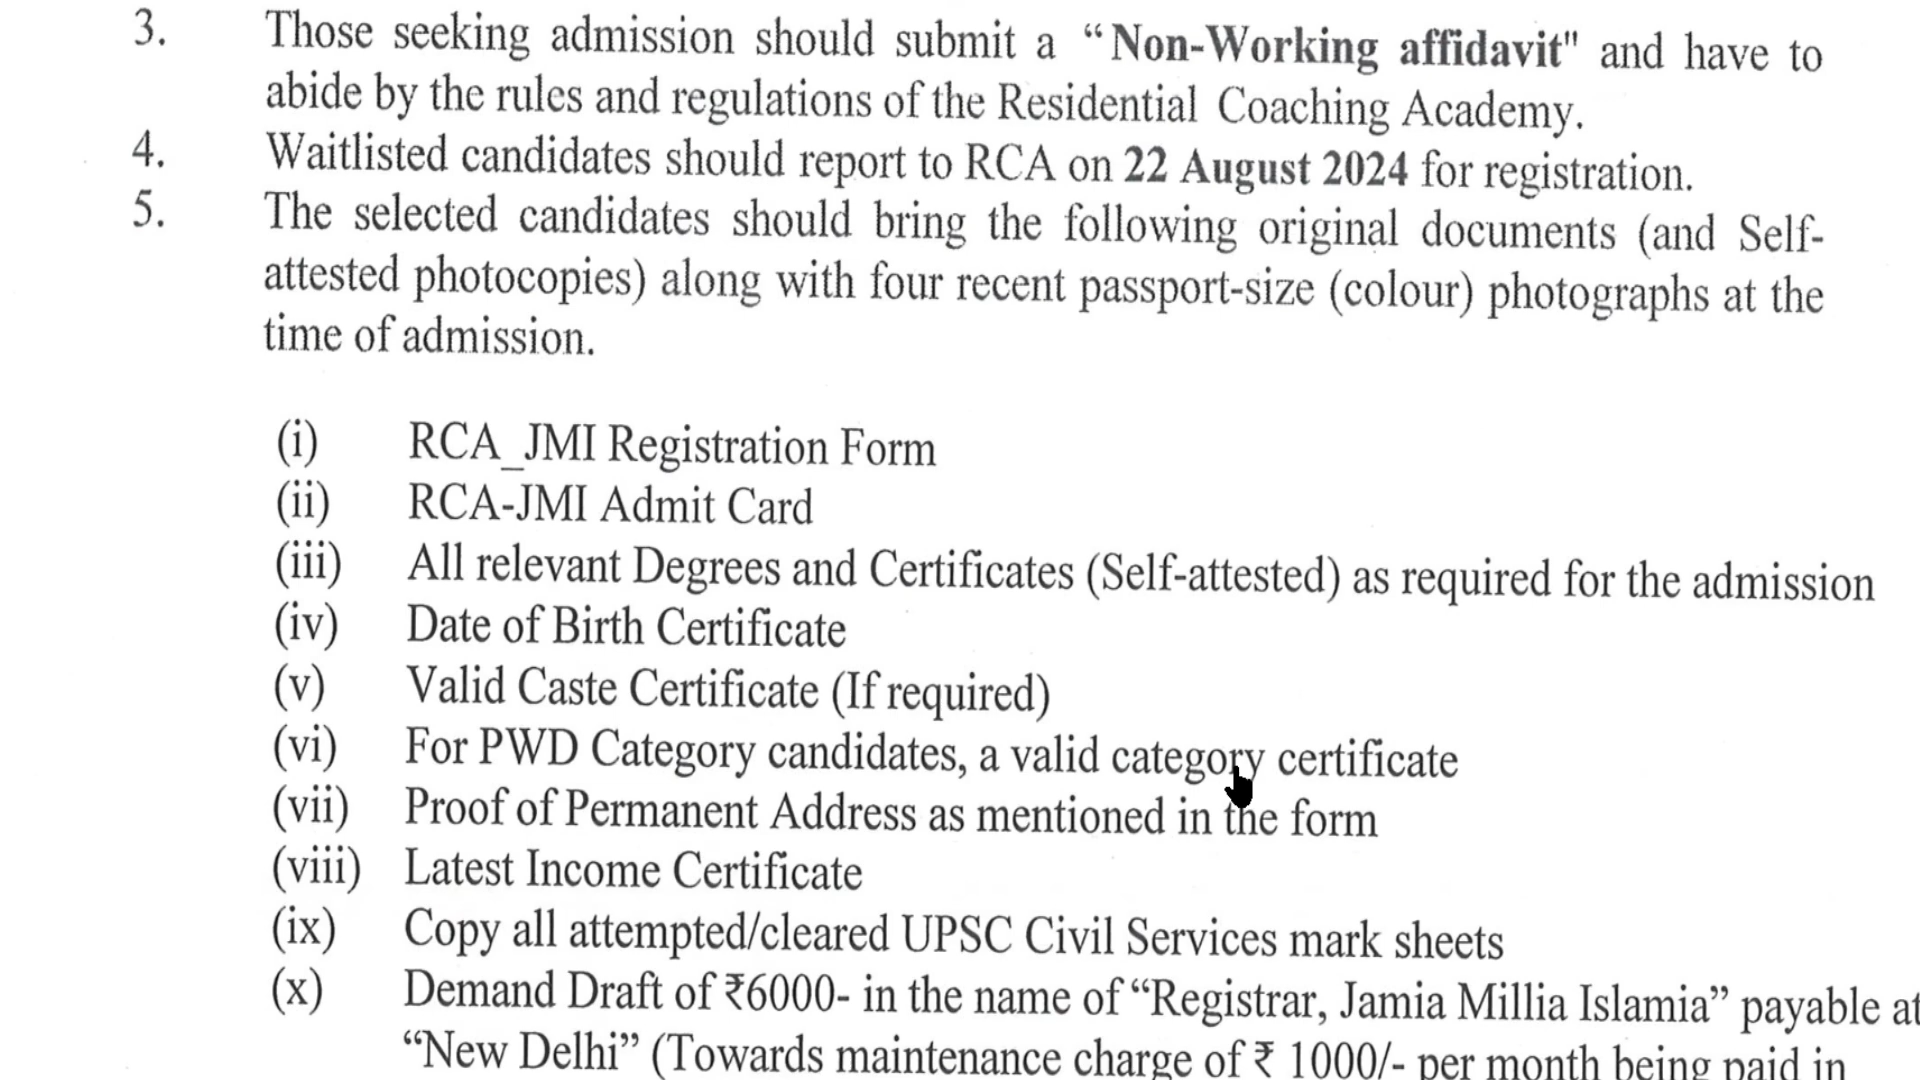 3. Those seeking admission should submit a “Non-Working affidavit" and have to
abide by the rules and regulations of the Residential Coaching Academy.
4. Waitlisted candidates should report to RCA on 22 August 2024 for registration.
5. The selected candidates should bring the following original documents (and Self-
attested photocopies) along with four recent passport-size (colour) photographs at the
time of admission.
(i) RCA_JMI Registration Form
(ii) RCA-JMI Admit Card
(iii) All relevant Degrees and Certificates (Self-attested) as required for the admission
(iv) Date of Birth Certificate
(v) Valid Caste Certificate (If required)
(vi) For PWD Category candidates, a valid category certificate
(vii) Proof of Permanent Address as mentioned in the form
(viii) Latest Income Certificate
(ix) Copy all attempted/cleared UPSC Civil Services mark sheets
(x) Demand Draft of ₹6000- in the name of “Registrar, Jamia Millia Islamia” payable at
“New Delhi” (Towards maintenance charge of ₹ 1000/- per month being paid in